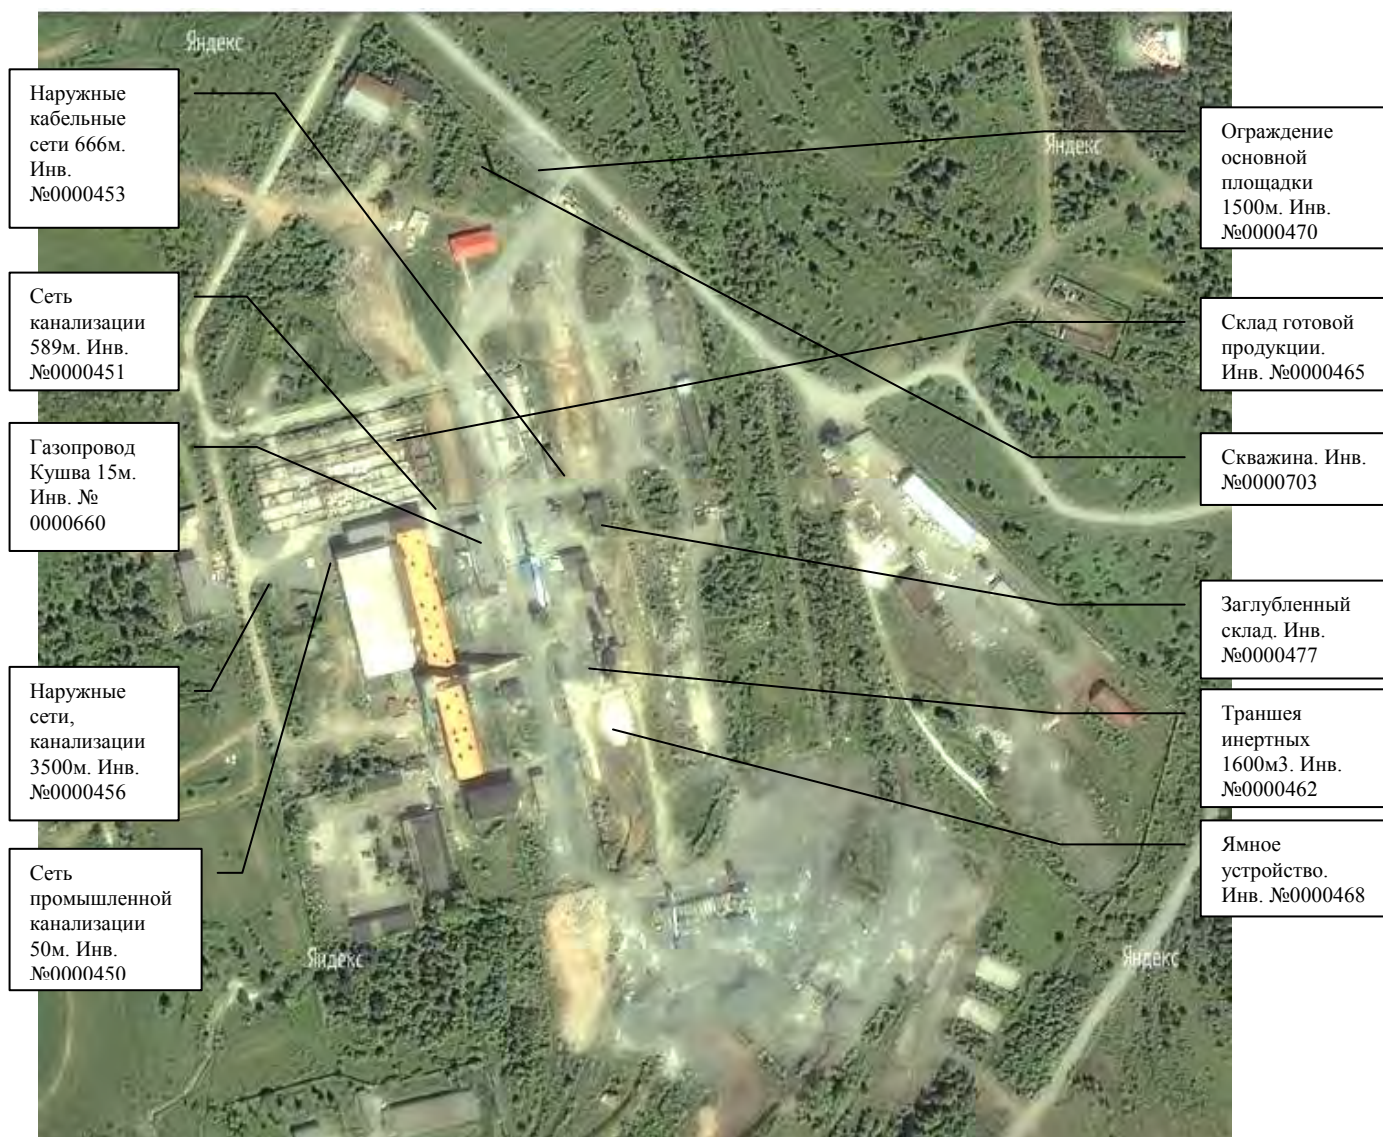 Яндекс
Наружные
кабельные
сети 666м.
Инв.
№0000453
Ограждение
основной
площадки
1500м. Инв.
№0000470
Яндекс
Сеть
канализации
589м. Инв.
№0000451
Склад готовой
продукции.
Инв. №0000465
Газопровод
Кушва 15м.
Инв. №
0000660
Скважина. Инв.
№0000703
Заглубленный
склад. Инв.
№0000477
Наружные
сети,
канализации
3500м. Инв.
№0000456
Траншея
инертных
1600м3. Инв.
№0000462
Ямное
устройство.
Инв. №0000468
Сеть
промышленной
канализации
50м. Инв.
№0000450
Яндекс
Яндекс